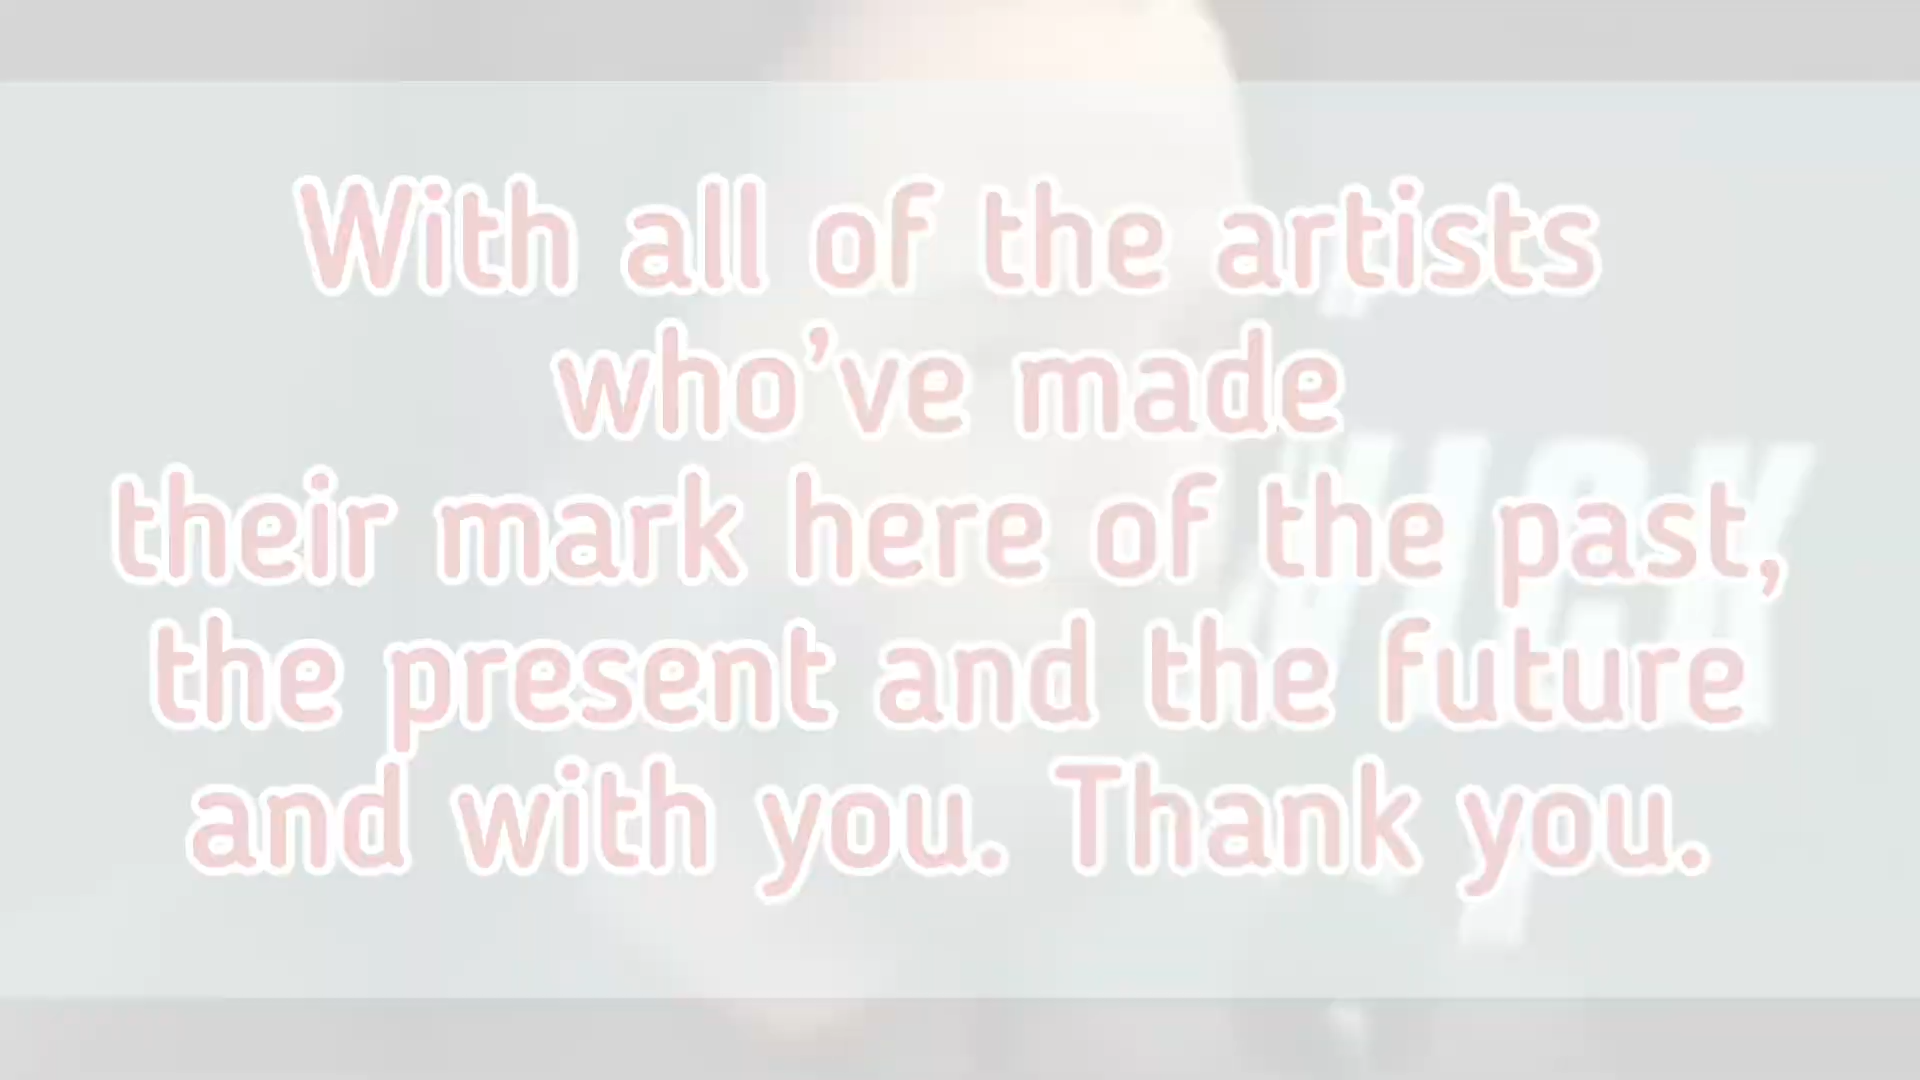 With all of the artists
who’ve made
their mark here of the past,
the present and the future
and with you. Thank you.
WICK